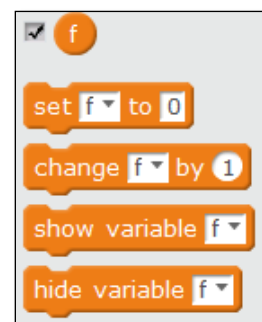 f
set f to 0
change f by 1
show variable f
hide variable f